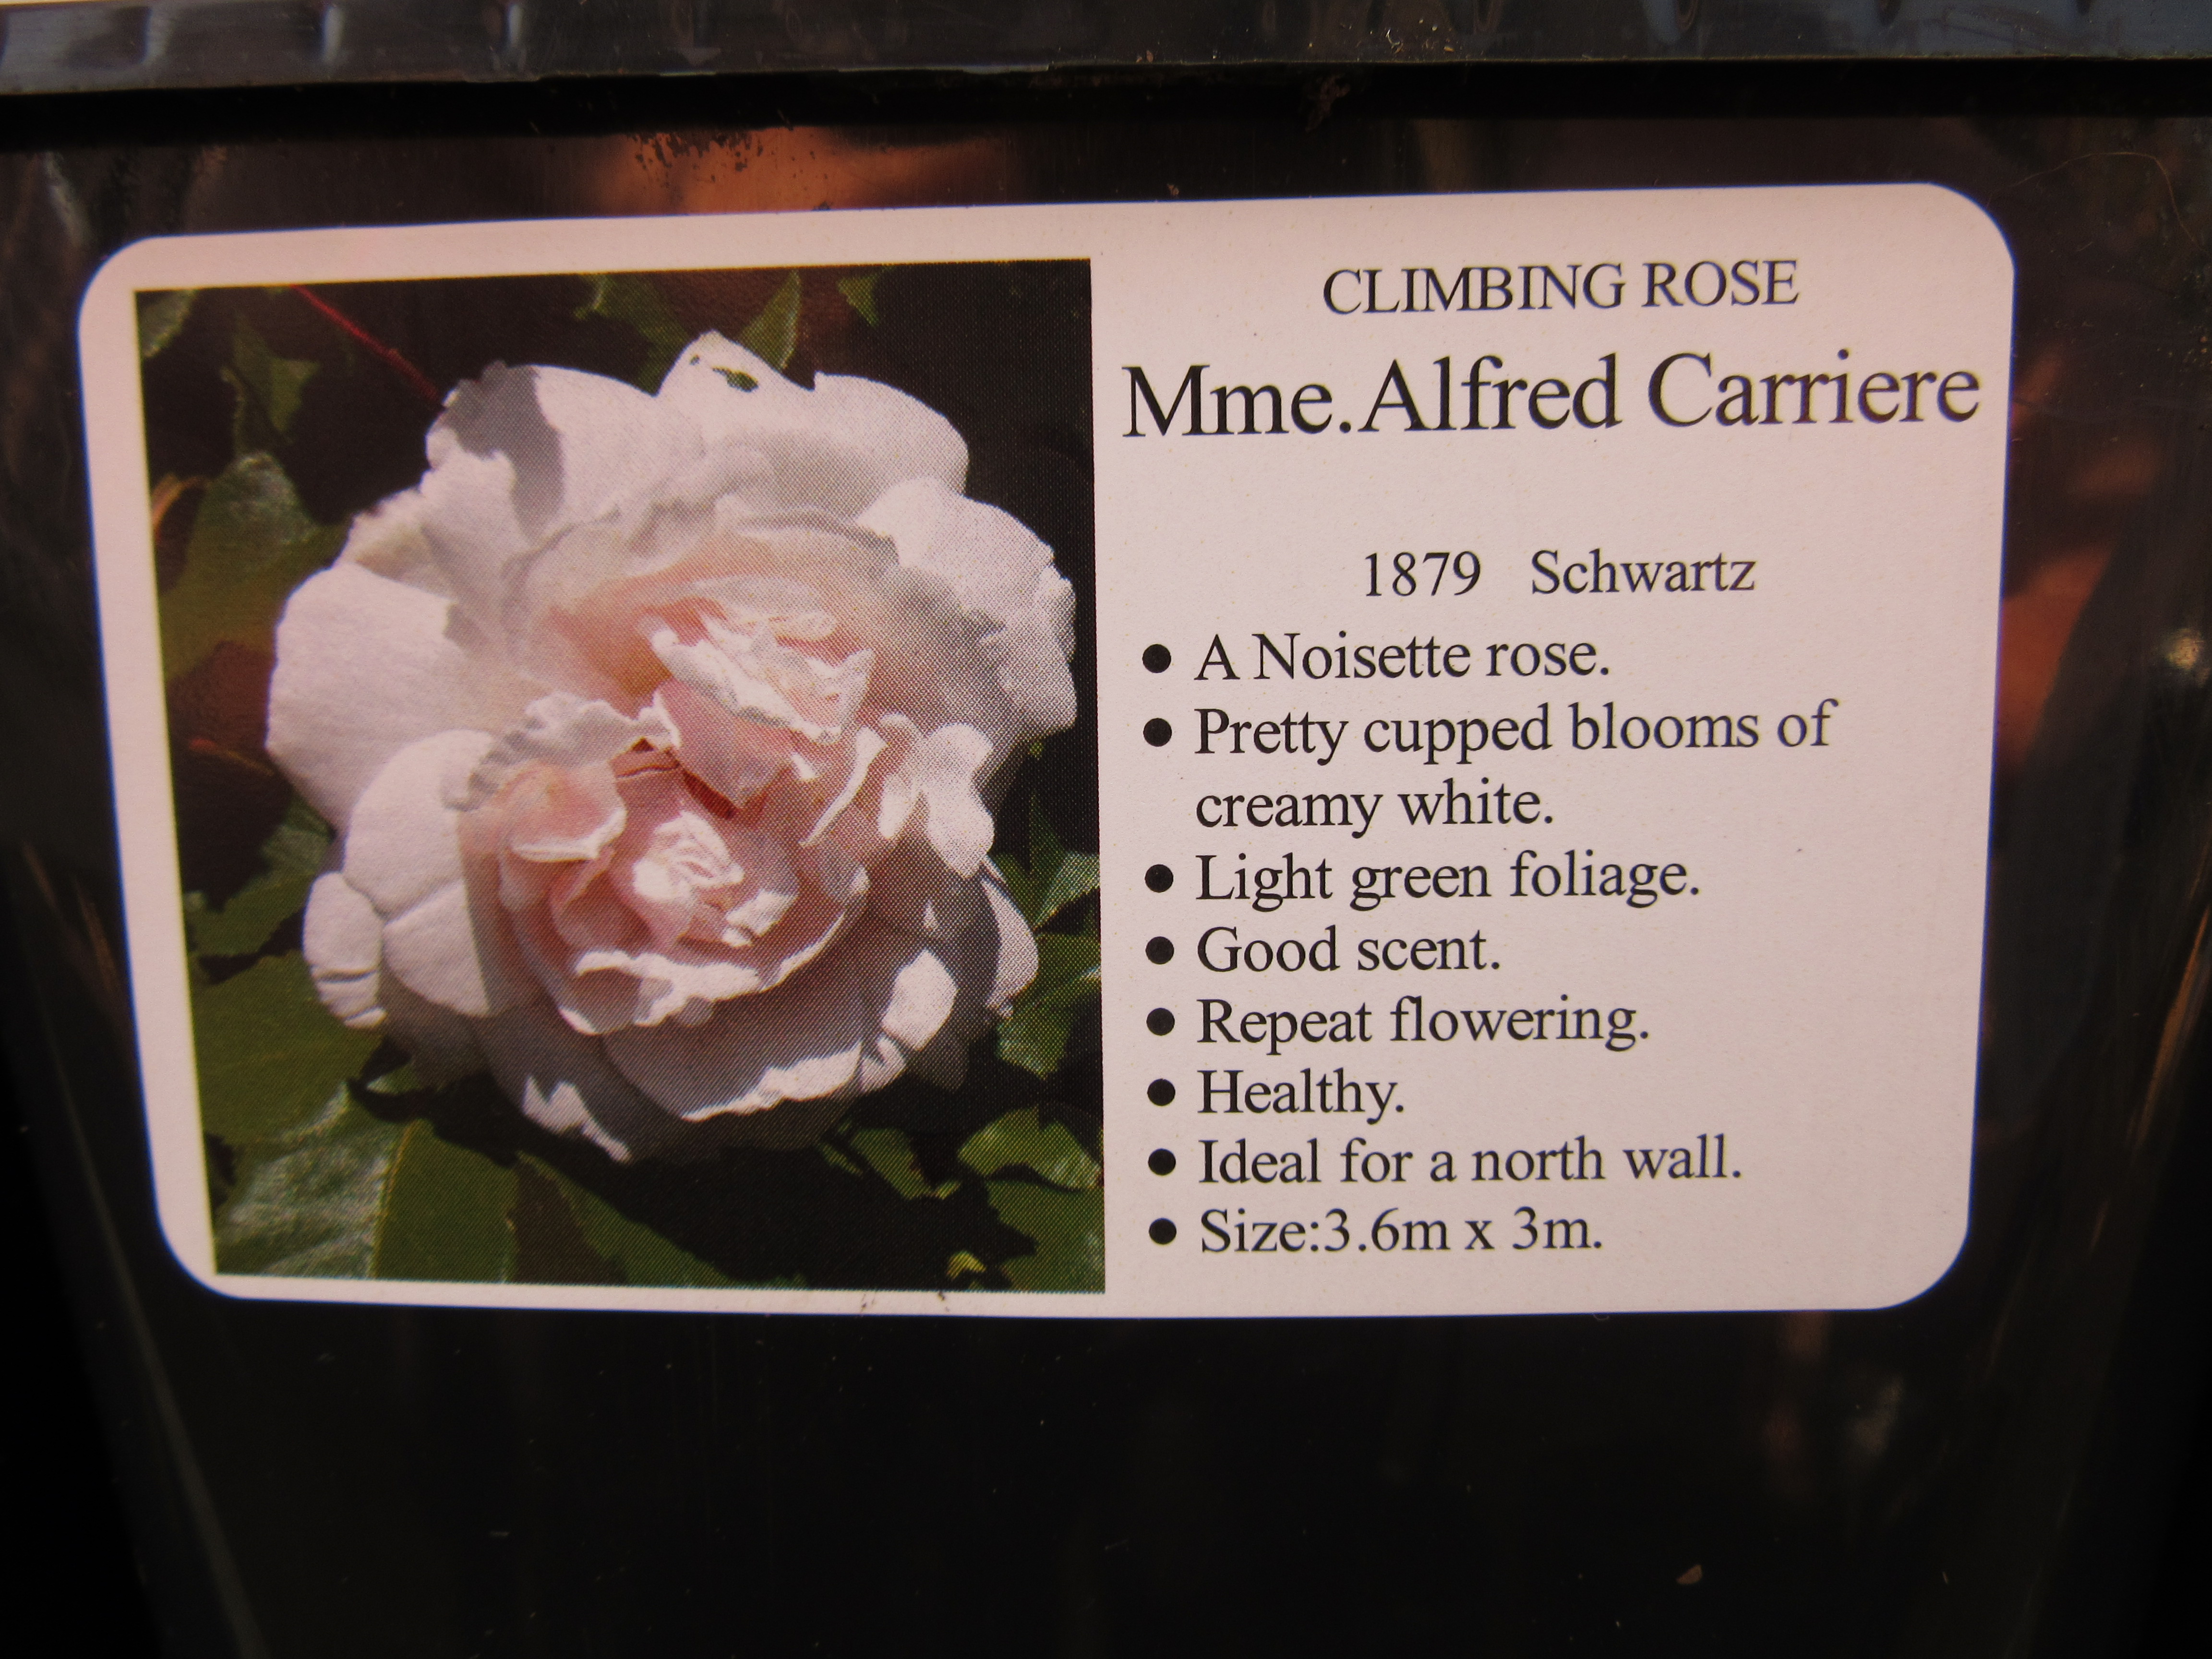 CLIMBING ROSE
Mme.Alfred Carriere
1879 Schwartz
● A Noisette rose.
● Pretty cupped blooms of
creamy white.
● Light green foliage.
● Good scent.
● Repeat flowering.
● Healthy.
● Ideal for a north wall.
● Size:3.6m x 3m.